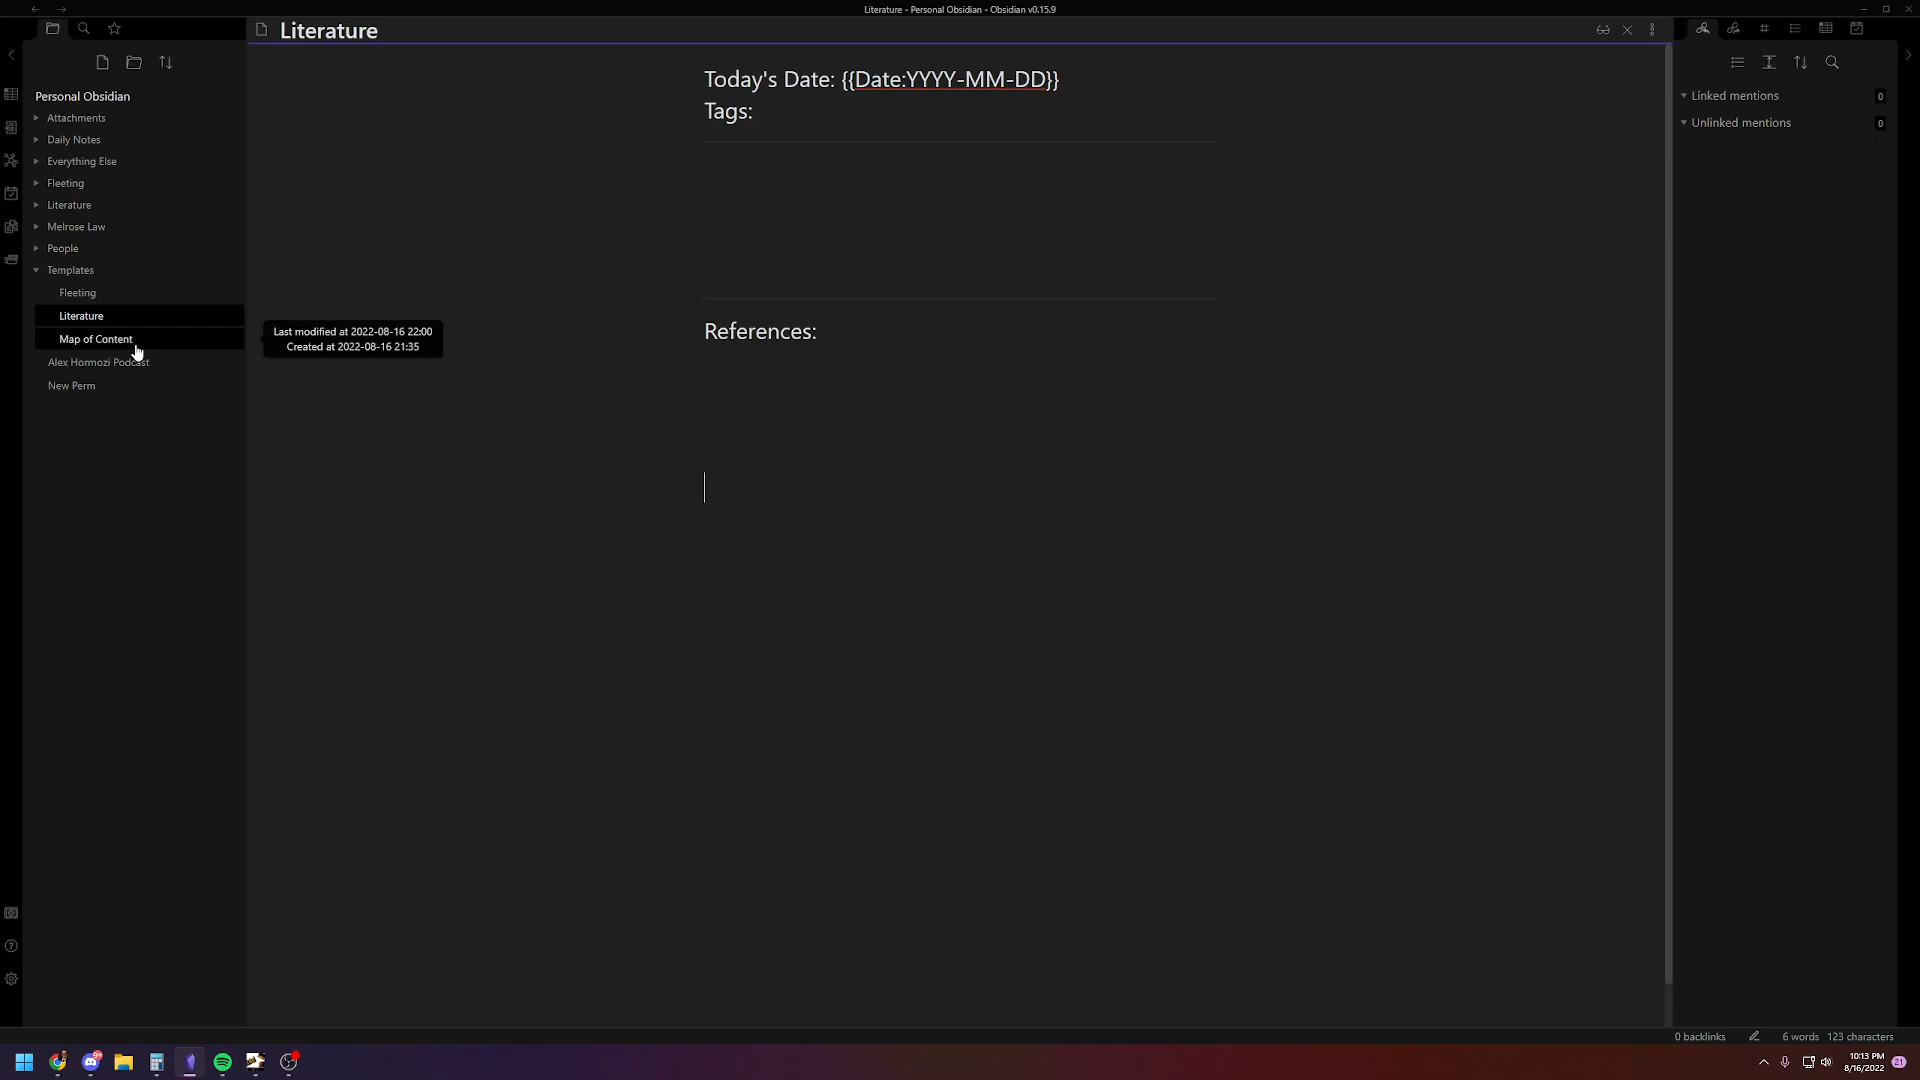 Literature - Personal Obsidian - Obsidian v0.15.9
Literature
Personal Obsidian
Attachments
Daily Notes
Everything Else
Fleeting
Literature
Melrose Law
People
Templates
Fleeting
Literature
Map of Content
Alex Hormozi Podcast
New Perm
Last modified at 2022-08-16 22:00
Created at 2022-08-16 21:35
Today's Date: {{Date:YYYY-MM-DD}}
Tags:
References:
Linked mentions 0
Unlinked mentions 0
0 backlinks 6 words 123 characters
10:13 PM
8/16/2022 21